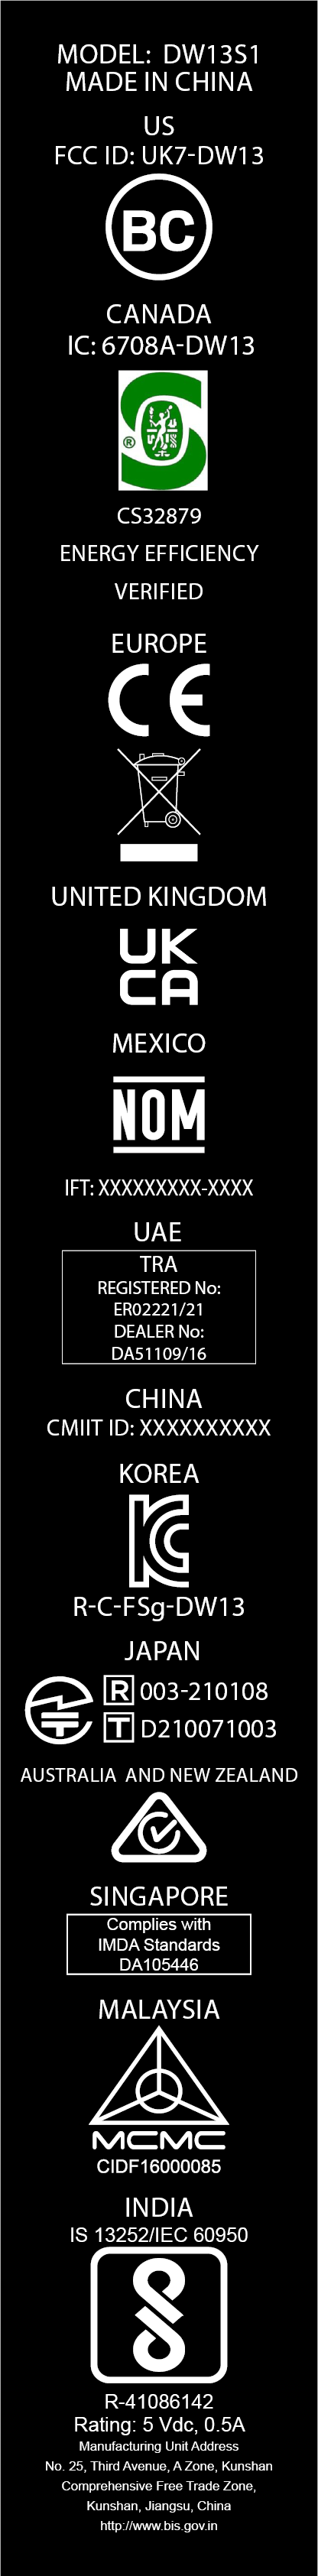 MODEL: DW13S1
MADE IN CHINA
US
FCC ID: UK7-DW13
BC
CANADA
IC: 6708A-DW13
S
®
CS32879
ENERGY EFFICIENCY
VERIFIED
EUROPE
CE
UNITED KINGDOM
UK
CA
MEXICO
NOM
IFT: XXXXXXXXX-XXXX
UAE
TRA
REGISTERED No:
ER02221/21
DEALER No:
DA51109/16
CHINA
CMIIT ID: XXXXXXXXXX
KOREA
KC
R-C-FSg-DW13
JAPAN
R 003-210108
T D210071003
AUSTRALIA AND NEW ZEALAND
SINGAPORE
Complies with
IMDA Standards
DA105446
MALAYSIA
MCMC
CIDF16000085
INDIA
IS 13252/IEC 60950
R-41086142
Rating: 5 Vdc, 0.5A
Manufacturing Unit Address
No. 25, Third Avenue, A Zone, Kunshan
Comprehensive Free Trade Zone,
Kunshan, Jiangsu, China
http://www.bis.gov.in